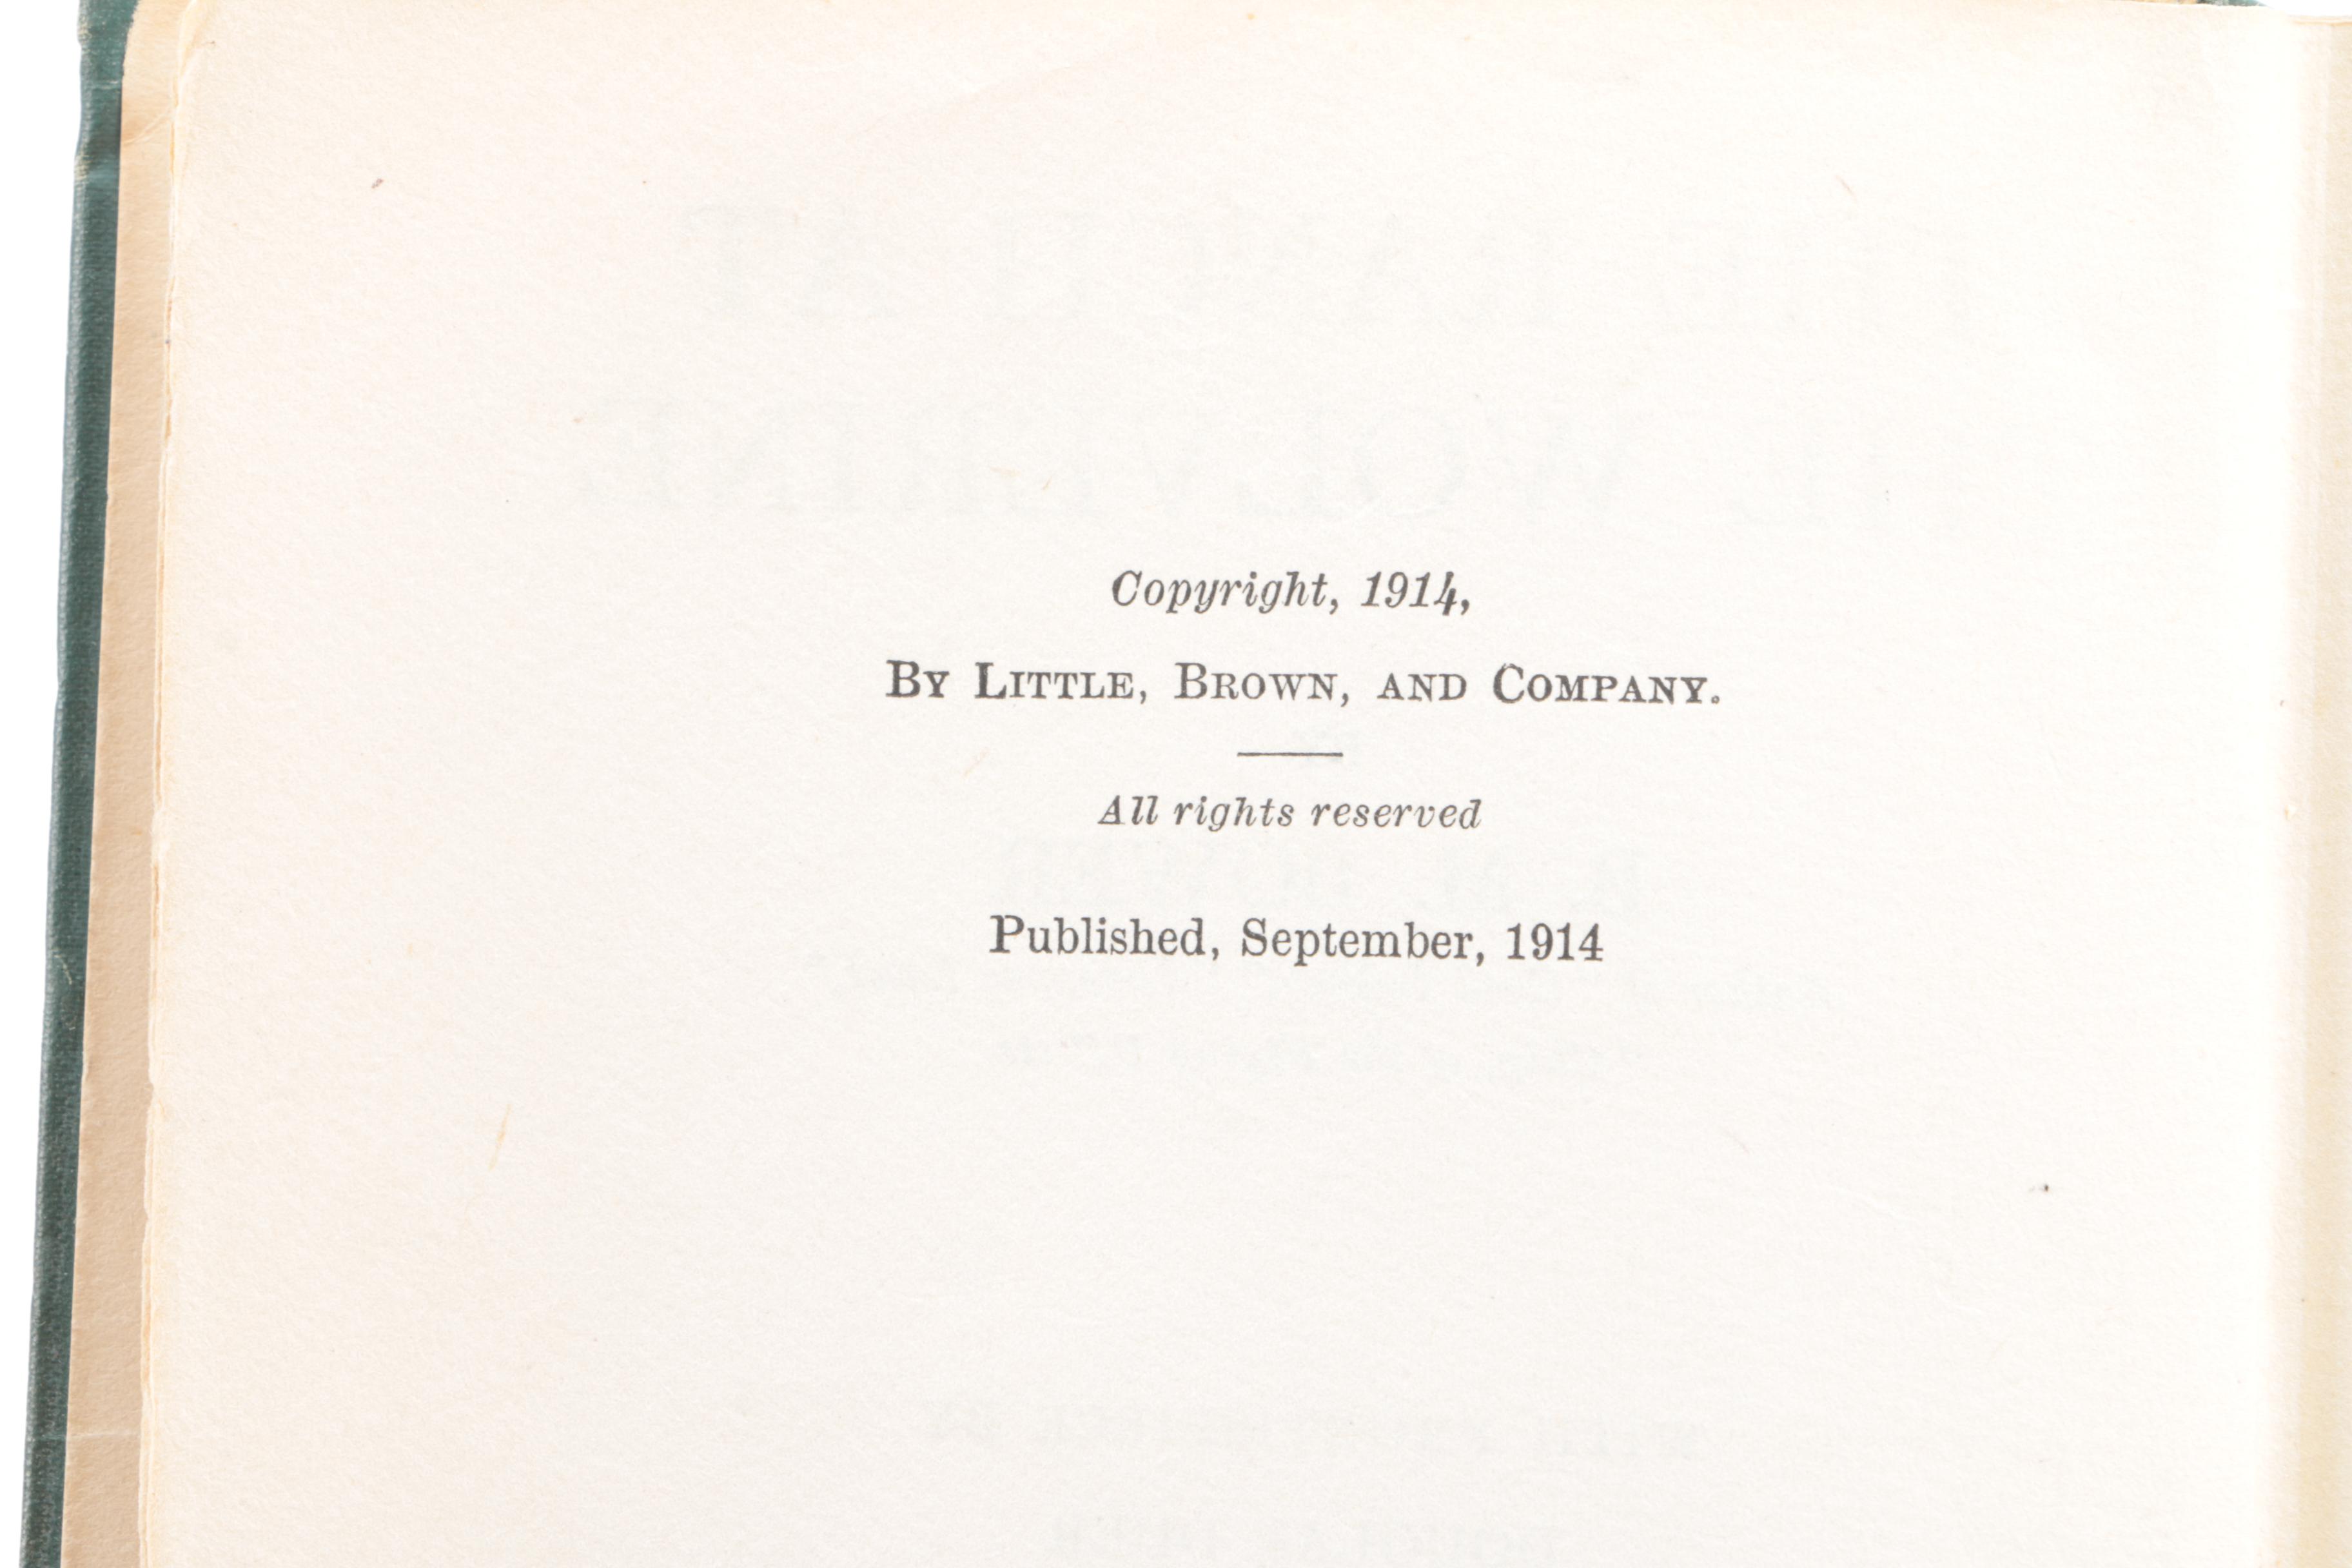 Copyright, 1914,
By Little, Brown, and Company.
All rights reserved
Published, September, 1914